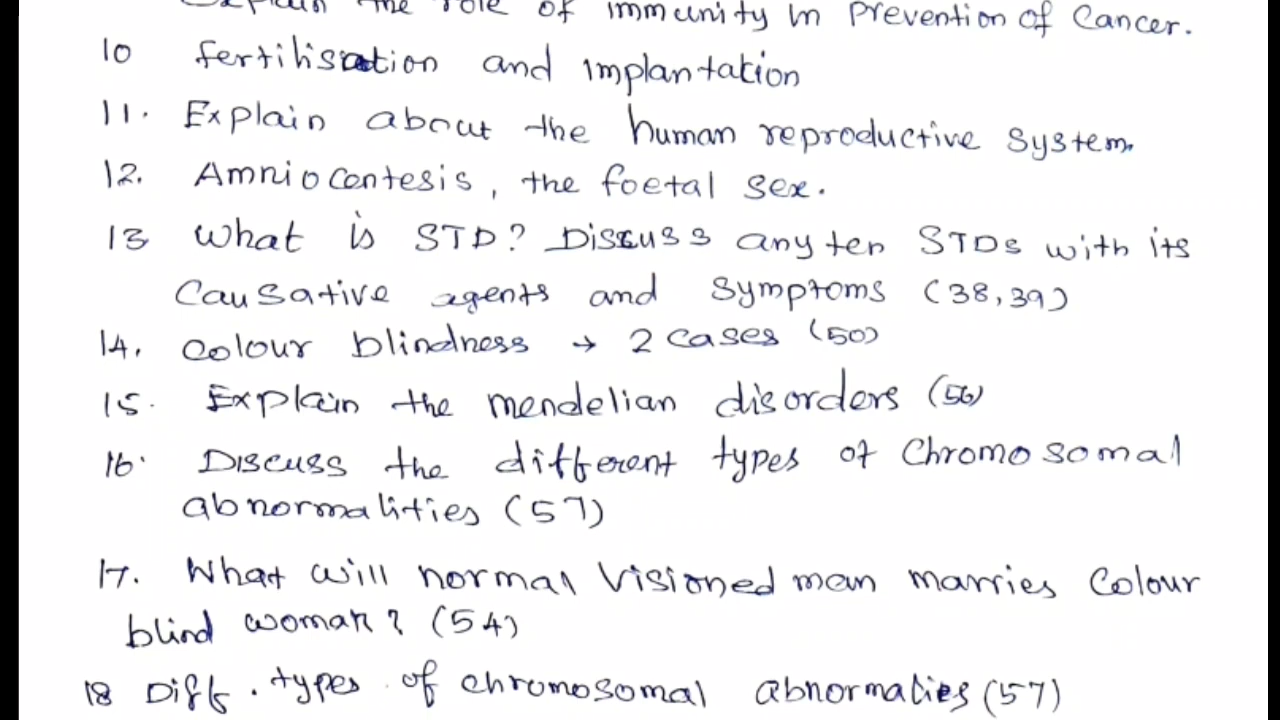 Explain the role of immunity in prevention of Cancer.
10 fertilisation and implantation
11. Explain about the human reproductive system.
12. Amniocentesis, the foetal sex.
13 What is STD? Discuss any ten STDs with its
Causative agents and Symptoms (38,39)
14. Colour blindness → 2 cases (50)
15. Explain the mendelian disorders (56)
16. Discuss the different types of Chromosomal
abnormalities (57)
17. What will normal visioned man marries Colour
blind woman? (54)
18 Diff. types of chromosomal abnormalies (57)